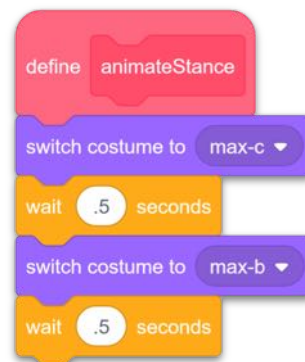 define animateStance
switch costume to max-c
wait .5 seconds
switch costume to max-b
wait .5 seconds